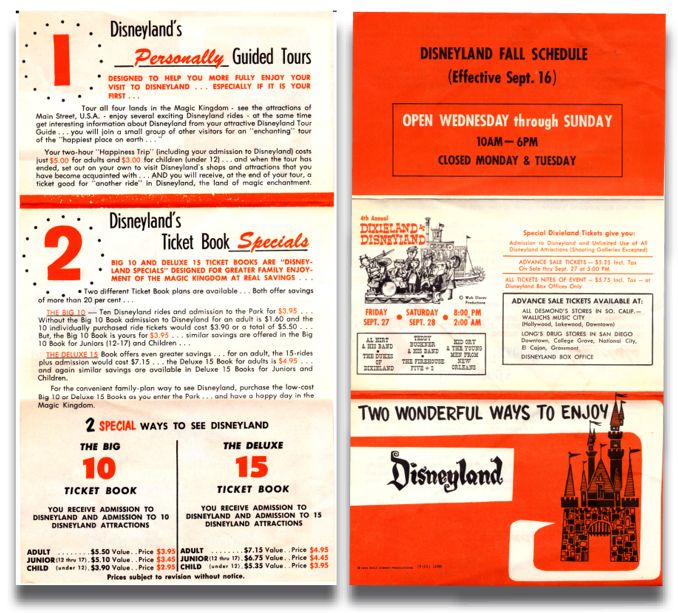 1
Disneyland's
Personally Guided Tours
DESIGNED TO HELP YOU MORE FULLY ENJOY YOUR
VISIT TO DISNEYLAND . . . ESPECIALLY IF IT IS YOUR
FIRST . . .
Tour all four lands in the Magic Kingdom - see the attractions of
Main Street, U.S.A. - enjoy several exciting Disneyland rides - at the same time
get interesting information about Disneyland from your attractive Disneyland Tour
Guide . . . you will join a small group of other visitors for an "enchanting" tour
of the "happiest place on earth . . ."
Your two-hour "Happiness Trip" (including your admission to Disneyland) costs
just $5.00 for adults and $3.00 for children (under 12) . . . and when the tour has
ended, set out on your own to visit Disneyland's shops and attractions that you
have become acquainted with . . . AND you will receive, at the end of your tour, a
ticket good for "another ride" in Disneyland, the land of magic enchantment.
2
Disneyland's
Ticket Book Specials
BIG 10 AND DELUXE 15 TICKET BOOKS ARE "DISNEY-
LAND SPECIALS" DESIGNED FOR GREATER FAMILY ENJOY-
MENT OF THE MAGIC KINGDOM AT REAL SAVINGS . . .
Two different Ticket Book plans are available . . . Both offer savings
of more than 20 per cent . . .
THE BIG 10 — Ten Disneyland rides and admission to the Park for $3.95 . . .
Without the Big 10 Book admission to Disneyland for an adult is $1.60 and the
10 individually purchased ride tickets would cost $3.90 or a total of $5.50 . . .
But, the Big 10 Book is yours for $3.95 . . . similar savings are offered in the Big
10 Book for Juniors (12-17) and Children . . .
THE DELUXE 15 Book offers even greater savings . . . for an adult, the 15-rides
plus admission would cost $7.15 . . . the Deluxe 15 Book for adults is $4.95 . . .
and again similar savings are available in Deluxe 15 Books for Juniors and
Children.
For the convenient family-plan way to see Disneyland, purchase the low-cost
Big 10 or Deluxe 15 Books as you enter the Park . . . and have a happy day in the
Magic Kingdom.
2 SPECIAL WAYS TO SEE DISNEYLAND
THE BIG
10
TICKET BOOK
YOU RECEIVE ADMISSION TO
DISNEYLAND AND ADMISSION TO 10
DISNEYLAND ATTRACTIONS
ADULT . . . . . . . . $5.50 Value . . Price $3.95
JUNIOR (12 thru 17) . $5.10 Value . . Price $3.45
CHILD (under 12) . $3.90 Value . . Price $2.95
THE DELUXE
15
TICKET BOOK
YOU RECEIVE ADMISSION TO
DISNEYLAND AND ADMISSION TO 15
DISNEYLAND ATTRACTIONS
ADULT . . . . . . . . $7.15 Value . . Price $4.95
JUNIOR (12 thru 17) . $6.75 Value . . Price $4.45
CHILD (under 12) . $5.35 Value . . Price $3.95
Prices subject to revision without notice.
DISNEYLAND FALL SCHEDULE
(Effective Sept. 16)
OPEN WEDNESDAY through SUNDAY
10AM — 6PM
CLOSED MONDAY & TUESDAY
4th Annual
DIXIELAND at DISNEYLAND
© Walt Disney
Productions
FRIDAY • SATURDAY • 8:00 PM
SEPT. 27 SEPT. 28 2:00 AM
AL HIRT
& HIS BAND
•
THE DUKES
OF
DIXIELAND
TEDDY
BUCKNER
& HIS BAND
•
THE FIREHOUSE
FIVE + 2
KID ORY
& THE YOUNG
MEN FROM
NEW
ORLEANS
Special Dixieland Tickets give you:
Admission to Disneyland and Unlimited Use of All
Disneyland Attractions (Shooting Galleries Excepted)
ADVANCE SALE TICKETS — Incl. Tax
On Sale thru Sept. 27 at 5:00 PM
ALL TICKETS NITES OF EVENT — $5.75 Incl. Tax — at
Disneyland Box Offices Only
ADVANCE SALE TICKETS AVAILABLE AT:
ALL DESMOND'S STORES IN SO. CALIF.—
WALLICHS MUSIC CITY
(Hollywood, Lakewood, Downtown)
LONG'S DRUG STORES IN SAN DIEGO
Downtown, College Grove, National City,
El Cajon, Grossmont,
DISNEYLAND BOX OFFICE
TWO WONDERFUL WAYS TO ENJOY
Disneyland
WALT DISNEY PRODUCTIONS